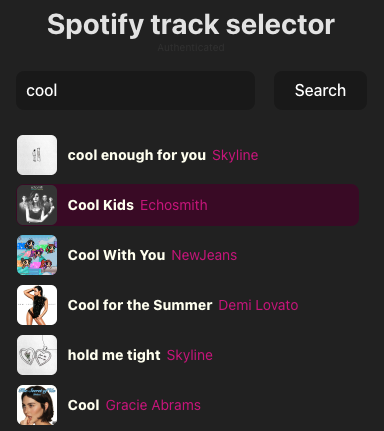 Spotify track selector
Authenticated
cool
Search
cool enough for you Skyline
Cool Kids Echosmith
Cool With You NewJeans
Cool for the Summer Demi Lovato
hold me tight Skyline
Cool Gracie Abrams